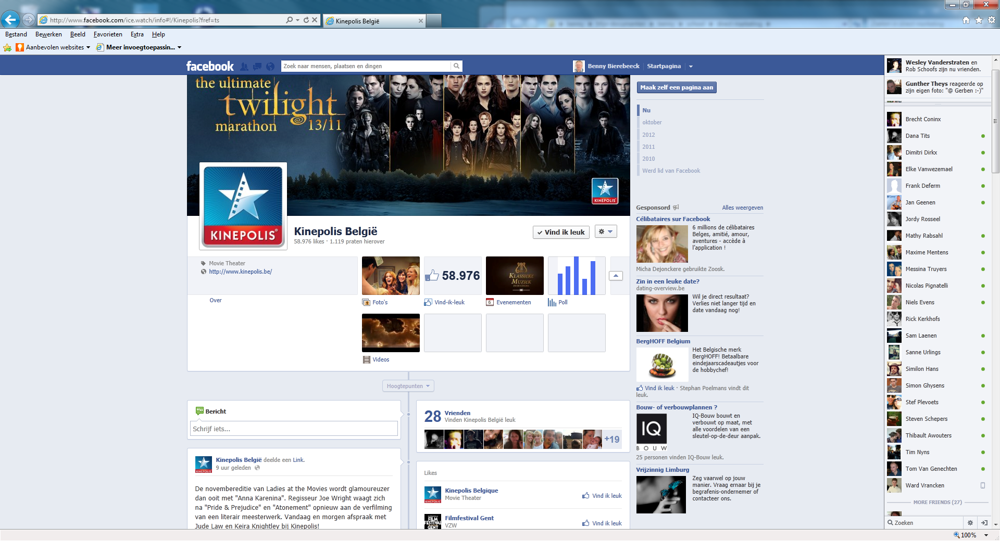 http://www.facebook.com/ice.watch/info#!/Kinepolis?fref=ts
Kinepolis België
Bestand Bewerken Beeld Favorieten Extra Help
Aanbevolen websites Meer invoegtoepassin...
facebook
Zoek naar mensen, plaatsen en dingen
Benny Bierebeeck Startpagina
the ultimate
twilight
marathon 13/11
KINEPOLIS
KINEPOLIS
Kinepolis België
58.976 likes · 1.119 praten hierover
Vind ik leuk
Movie Theater
http://www.kinepolis.be/
Over
58.976
KLASSIEKE
MUZIEK
Foto's
Vind-ik-leuk
6
Evenementen
Poll
Videos
Hoogtepunten
Bericht
Schrijf iets...
Kinepolis België deelde een Link.
9 uur geleden
De novembereditie van Ladies at the Movies wordt glamoureuzer
dan ooit met "Anna Karenina". Regisseur Joe Wright waagt zich
na "Pride & Prejudice" en "Atonement" opnieuw aan de verfilming
van een literair meesterwerk. Vandaag en morgen afspraak met
Jude Law en Keira Knightley bij Kinepolis!
28 Vrienden
Vinden Kinepolis België leuk
+19
Likes
Kinepolis Belgique
Movie Theater
Vind ik leuk
FILM
FESTIVAL
GENT
Filmfestival Gent
VZW
Vind ik leuk
Maak zelf een pagina aan
Nu
oktober
2012
2011
2010
Werd lid van Facebook
Gesponsord Alles weergeven
Célibataires sur Facebook
6 millions de célibataires
Belges, amitié, amour,
aventures - accède à
l'application !
Micha Dejonckere gebruikte Zoosk.
Zin in een leuke date?
dating-overview.be
Wil je direct resultaat?
Verlies niet langer tijd en
date vandaag nog!
BergHOFF Belgium
Het Belgische merk
BergHOFF! Betaalbare
eindejaarscadeautjes voor
de hobbychef!
Vind ik leuk · Stephan Poelmans vindt dit
leuk.
Bouw- of verbouwplannen ?
IQ
BOUW
IQ-Bouw bouwt en
verbouwt op maat, met
alle voordelen van een
sleutel-op-de-deur aanpak.
25 personen vinden IQ-Bouw leuk.
Vrijzinnig Limburg
Zeg vaarwel op jouw
manier. Vraag ernaar bij je
begrafenis-ondernemer of
contacteer ons.
Wesley Vanderstraten en
Rob Schoofs zijn nu vrienden.
Gunther Theys reageerde op
zijn eigen foto: "@ Gerben :-)"
Brecht Coninx
Dana Tits
Dimitri Dirkx
Elke Vanwezemael
Frank Deferm
Jan Geenen
Jordy Rosseel
Mathy Rabsahl
Maxime Mentens
Messina Truyers
Nicolas Pignatelli
Niels Evens
Rick Kerkhofs
Sam Laenen
Sanne Urlings
Similon Hans
Simon Ghysens
Stef Plevoets
Steven Schepers
Thibault Awouters
Tim Nyns
Tom Van Genechten
Ward Vrancken
MORE FRIENDS (27)
Zoeken
100%